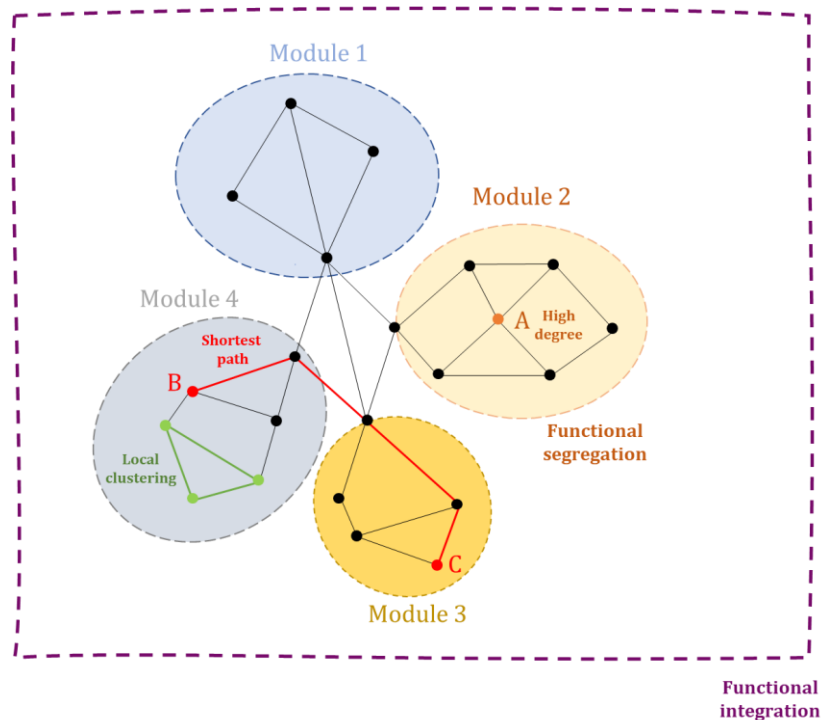 Module 1
Module 2
A
High
degree
Module 4
Shortest
path
B
Local
clustering
Functional
segregation
C
Module 3
Functional
integration